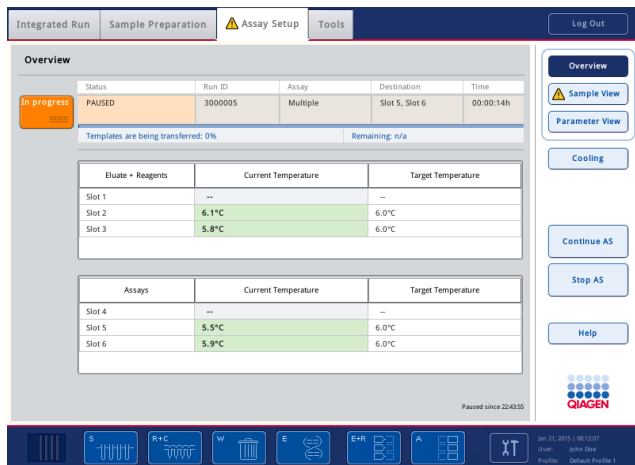 Integrated Run Sample Preparation Assay Setup Tools Log Out
Overview
Overview
Sample View
Parameter View
Cooling
Continue AS
Stop AS
Help
In progress
Status Run ID Assay Destination Time
PAUSED 3000005 Multiple Slot 5, Slot 6 00:00:14h
Templates are being transferred: 0% Remaining: n/a
Eluate + Reagents Current Temperature Target Temperature
Slot 1 -- --
Slot 2 6.1°C 6.0°C
Slot 3 5.8°C 6.0°C
Assays Current Temperature Target Temperature
Slot 4 -- --
Slot 5 5.5°C 6.0°C
Slot 6 5.9°C 6.0°C
Paused since 22:43:55
QIAGEN
S R+C W E E+R A
Jan 21, 2015 | 08:12:07
User: John Doe
Profile: Default Profile 1